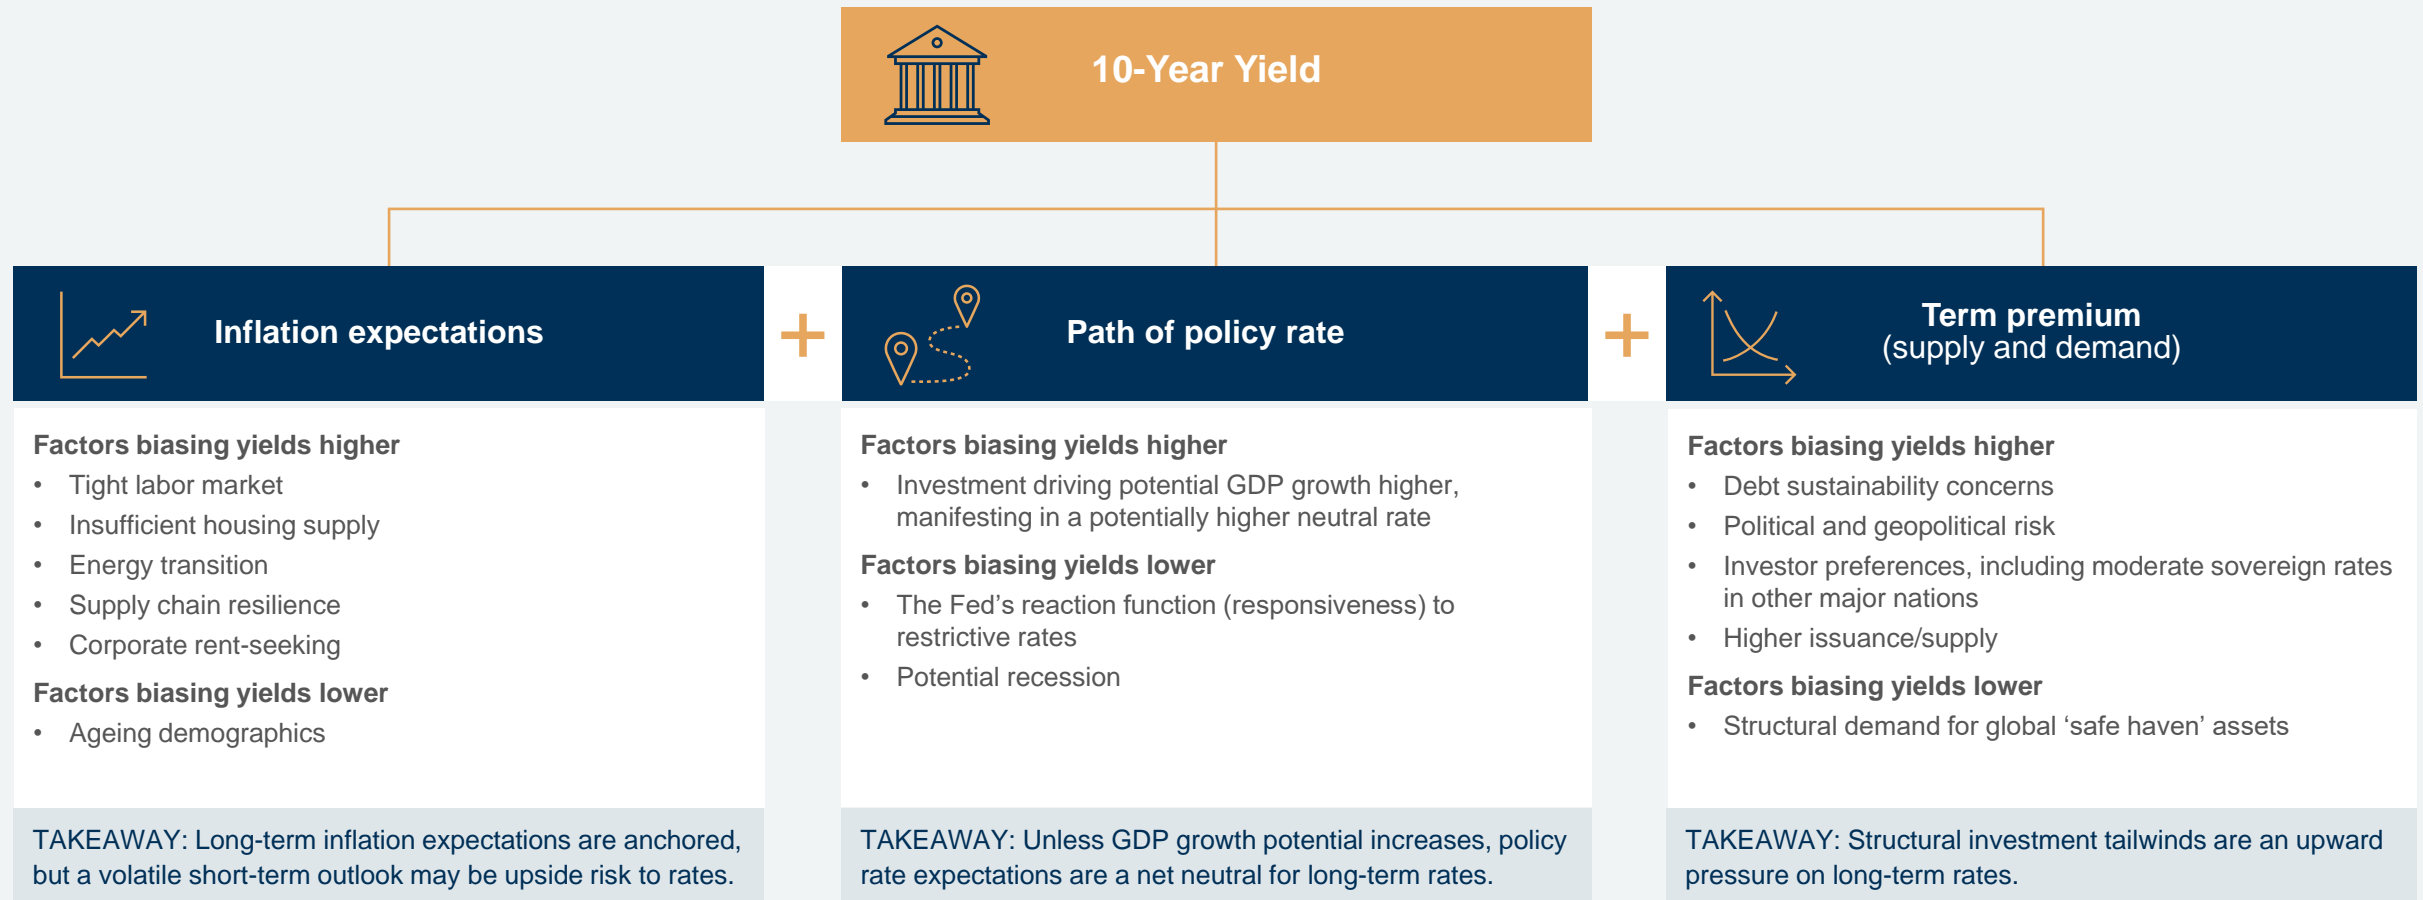 10-Year Yield
Inflation expectations
+
Path of policy rate
+
Term premium
(supply and demand)
Factors biasing yields higher
• Tight labor market
• Insufficient housing supply
• Energy transition
• Supply chain resilience
• Corporate rent-seeking
Factors biasing yields lower
• Ageing demographics
TAKEAWAY: Long-term inflation expectations are anchored,
but a volatile short-term outlook may be upside risk to rates.
Factors biasing yields higher
• Investment driving potential GDP growth higher,
manifesting in a potentially higher neutral rate
Factors biasing yields lower
• The Fed’s reaction function (responsiveness) to
restrictive rates
• Potential recession
TAKEAWAY: Unless GDP growth potential increases, policy
rate expectations are a net neutral for long-term rates.
Factors biasing yields higher
• Debt sustainability concerns
• Political and geopolitical risk
• Investor preferences, including moderate sovereign rates
in other major nations
• Higher issuance/supply
Factors biasing yields lower
• Structural demand for global ‘safe haven’ assets
TAKEAWAY: Structural investment tailwinds are an upward
pressure on long-term rates.